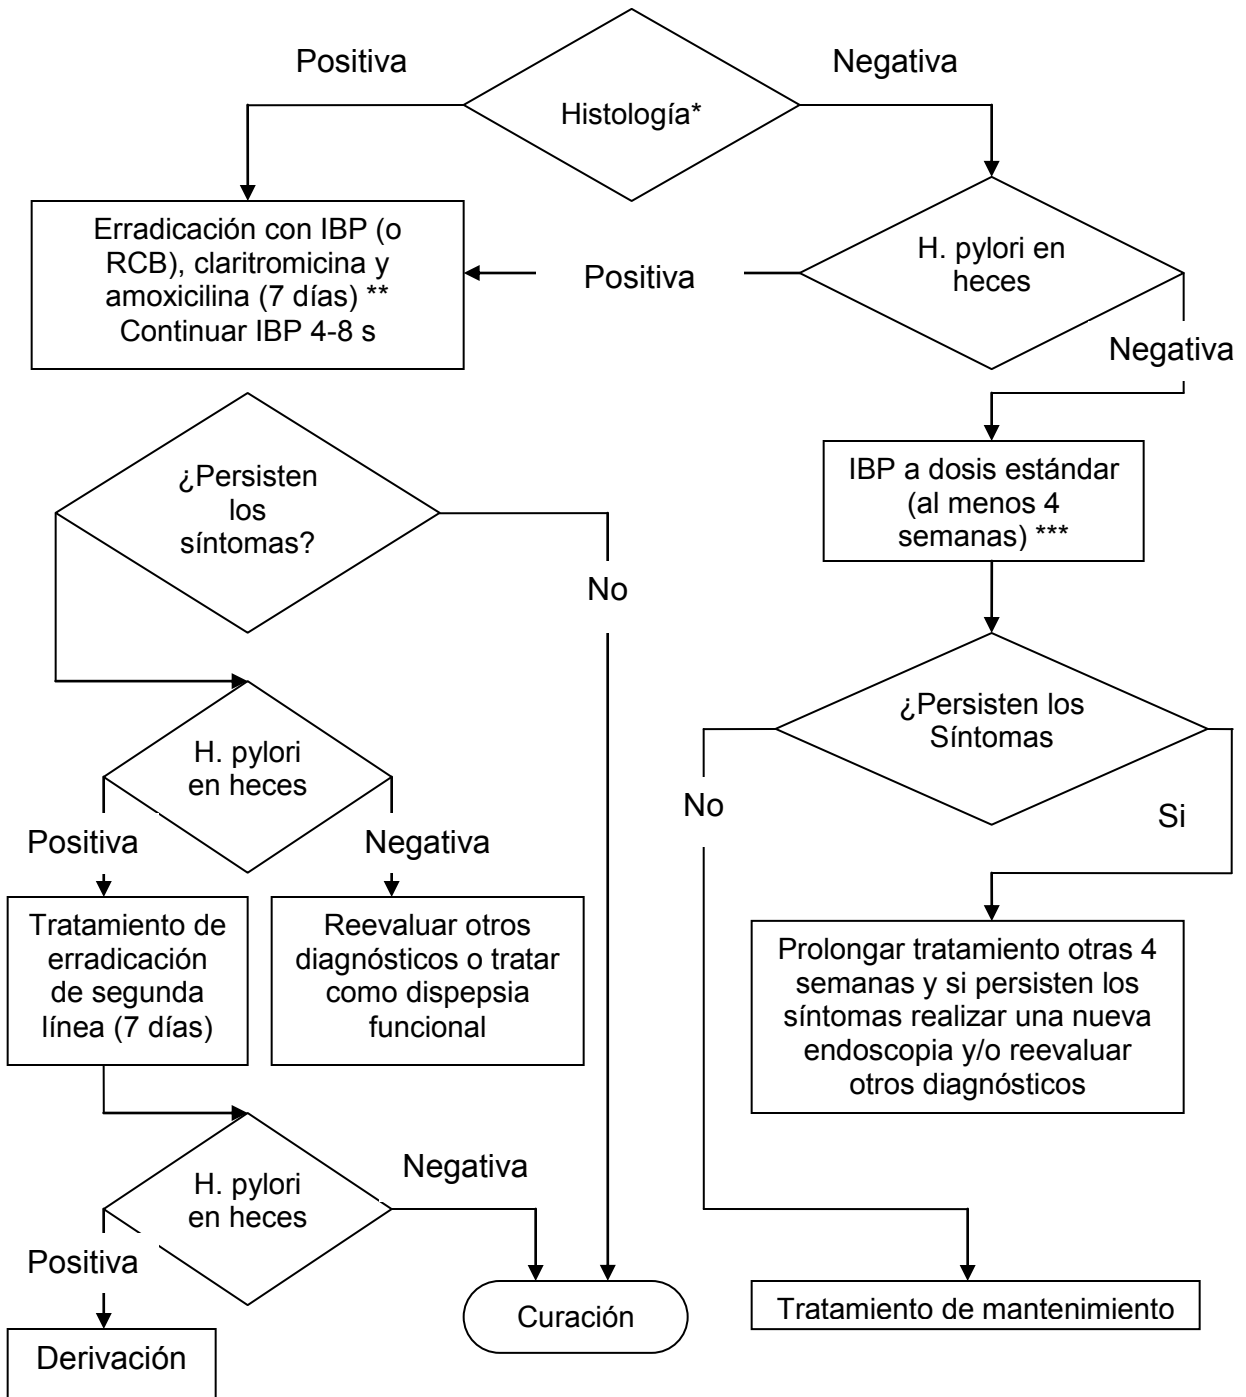 Positiva
Negativa
Histología*
Erradicación con IBP (o
RCB), claritromicina y
amoxicilina (7 días) **
Continuar IBP 4-8 s
Positiva
H. pylori en
heces
Negativa
¿Persisten
los
síntomas?
No
IBP a dosis estándar
(al menos 4
semanas) ***
H. pylori
en heces
Positiva
Negativa
¿Persisten los
Síntomas
No
Si
Tratamiento de
erradicación
de segunda
línea (7 días)
Reevaluar otros
diagnósticos o tratar
como dispepsia
funcional
Prolongar tratamiento otras 4
semanas y si persisten los
síntomas realizar una nueva
endoscopia y/o reevaluar
otros diagnósticos
H. pylori
en heces
Negativa
Positiva
Derivación
Curación
Tratamiento de mantenimiento